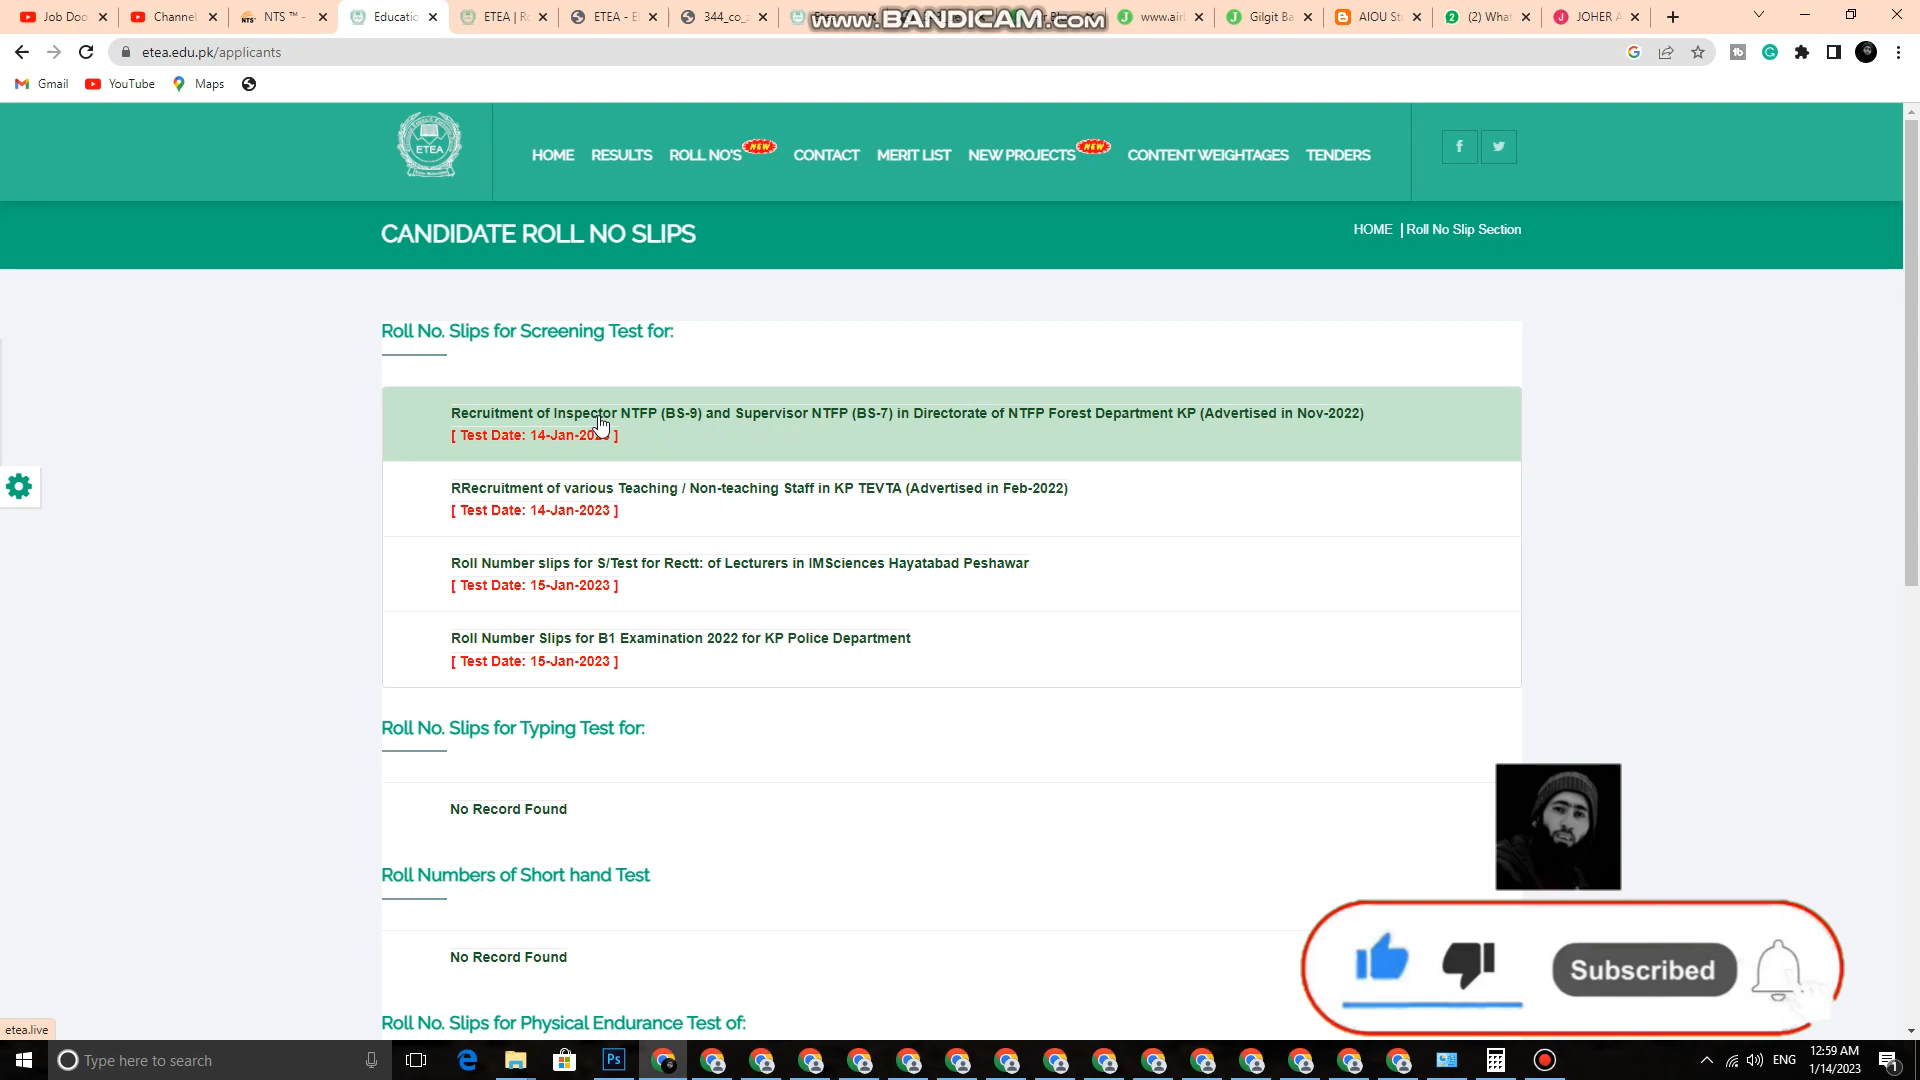 Job Doo
Channel
NTS ™ -
Educatio
ETEA | R
ETEA - E
344_co_
www.BANDICAM.com
www.airl
Gilgit Ba
AIOU St
(2) What
JOHER A
etea.edu.pk/applicants
Gmail
YouTube
Maps
ETEA
HOME
RESULTS
ROLL NO'S
NEW
CONTACT
MERIT LIST
NEW PROJECTS
NEW
CONTENT WEIGHTAGES
TENDERS
CANDIDATE ROLL NO SLIPS
HOME | Roll No Slip Section
Roll No. Slips for Screening Test for:
Recruitment of Inspector NTFP (BS-9) and Supervisor NTFP (BS-7) in Directorate of NTFP Forest Department KP (Advertised in Nov-2022)
[ Test Date: 14-Jan-2023 ]
RRecruitment of various Teaching / Non-teaching Staff in KP TEVTA (Advertised in Feb-2022)
[ Test Date: 14-Jan-2023 ]
Roll Number slips for S/Test for Rectt: of Lecturers in IMSciences Hayatabad Peshawar
[ Test Date: 15-Jan-2023 ]
Roll Number Slips for B1 Examination 2022 for KP Police Department
[ Test Date: 15-Jan-2023 ]
Roll No. Slips for Typing Test for:
No Record Found
Roll Numbers of Short hand Test
No Record Found
Subscribed
Roll No. Slips for Physical Endurance Test of:
etea.live
Type here to search
Ps
ENG
12:59 AM
1/14/2023
1